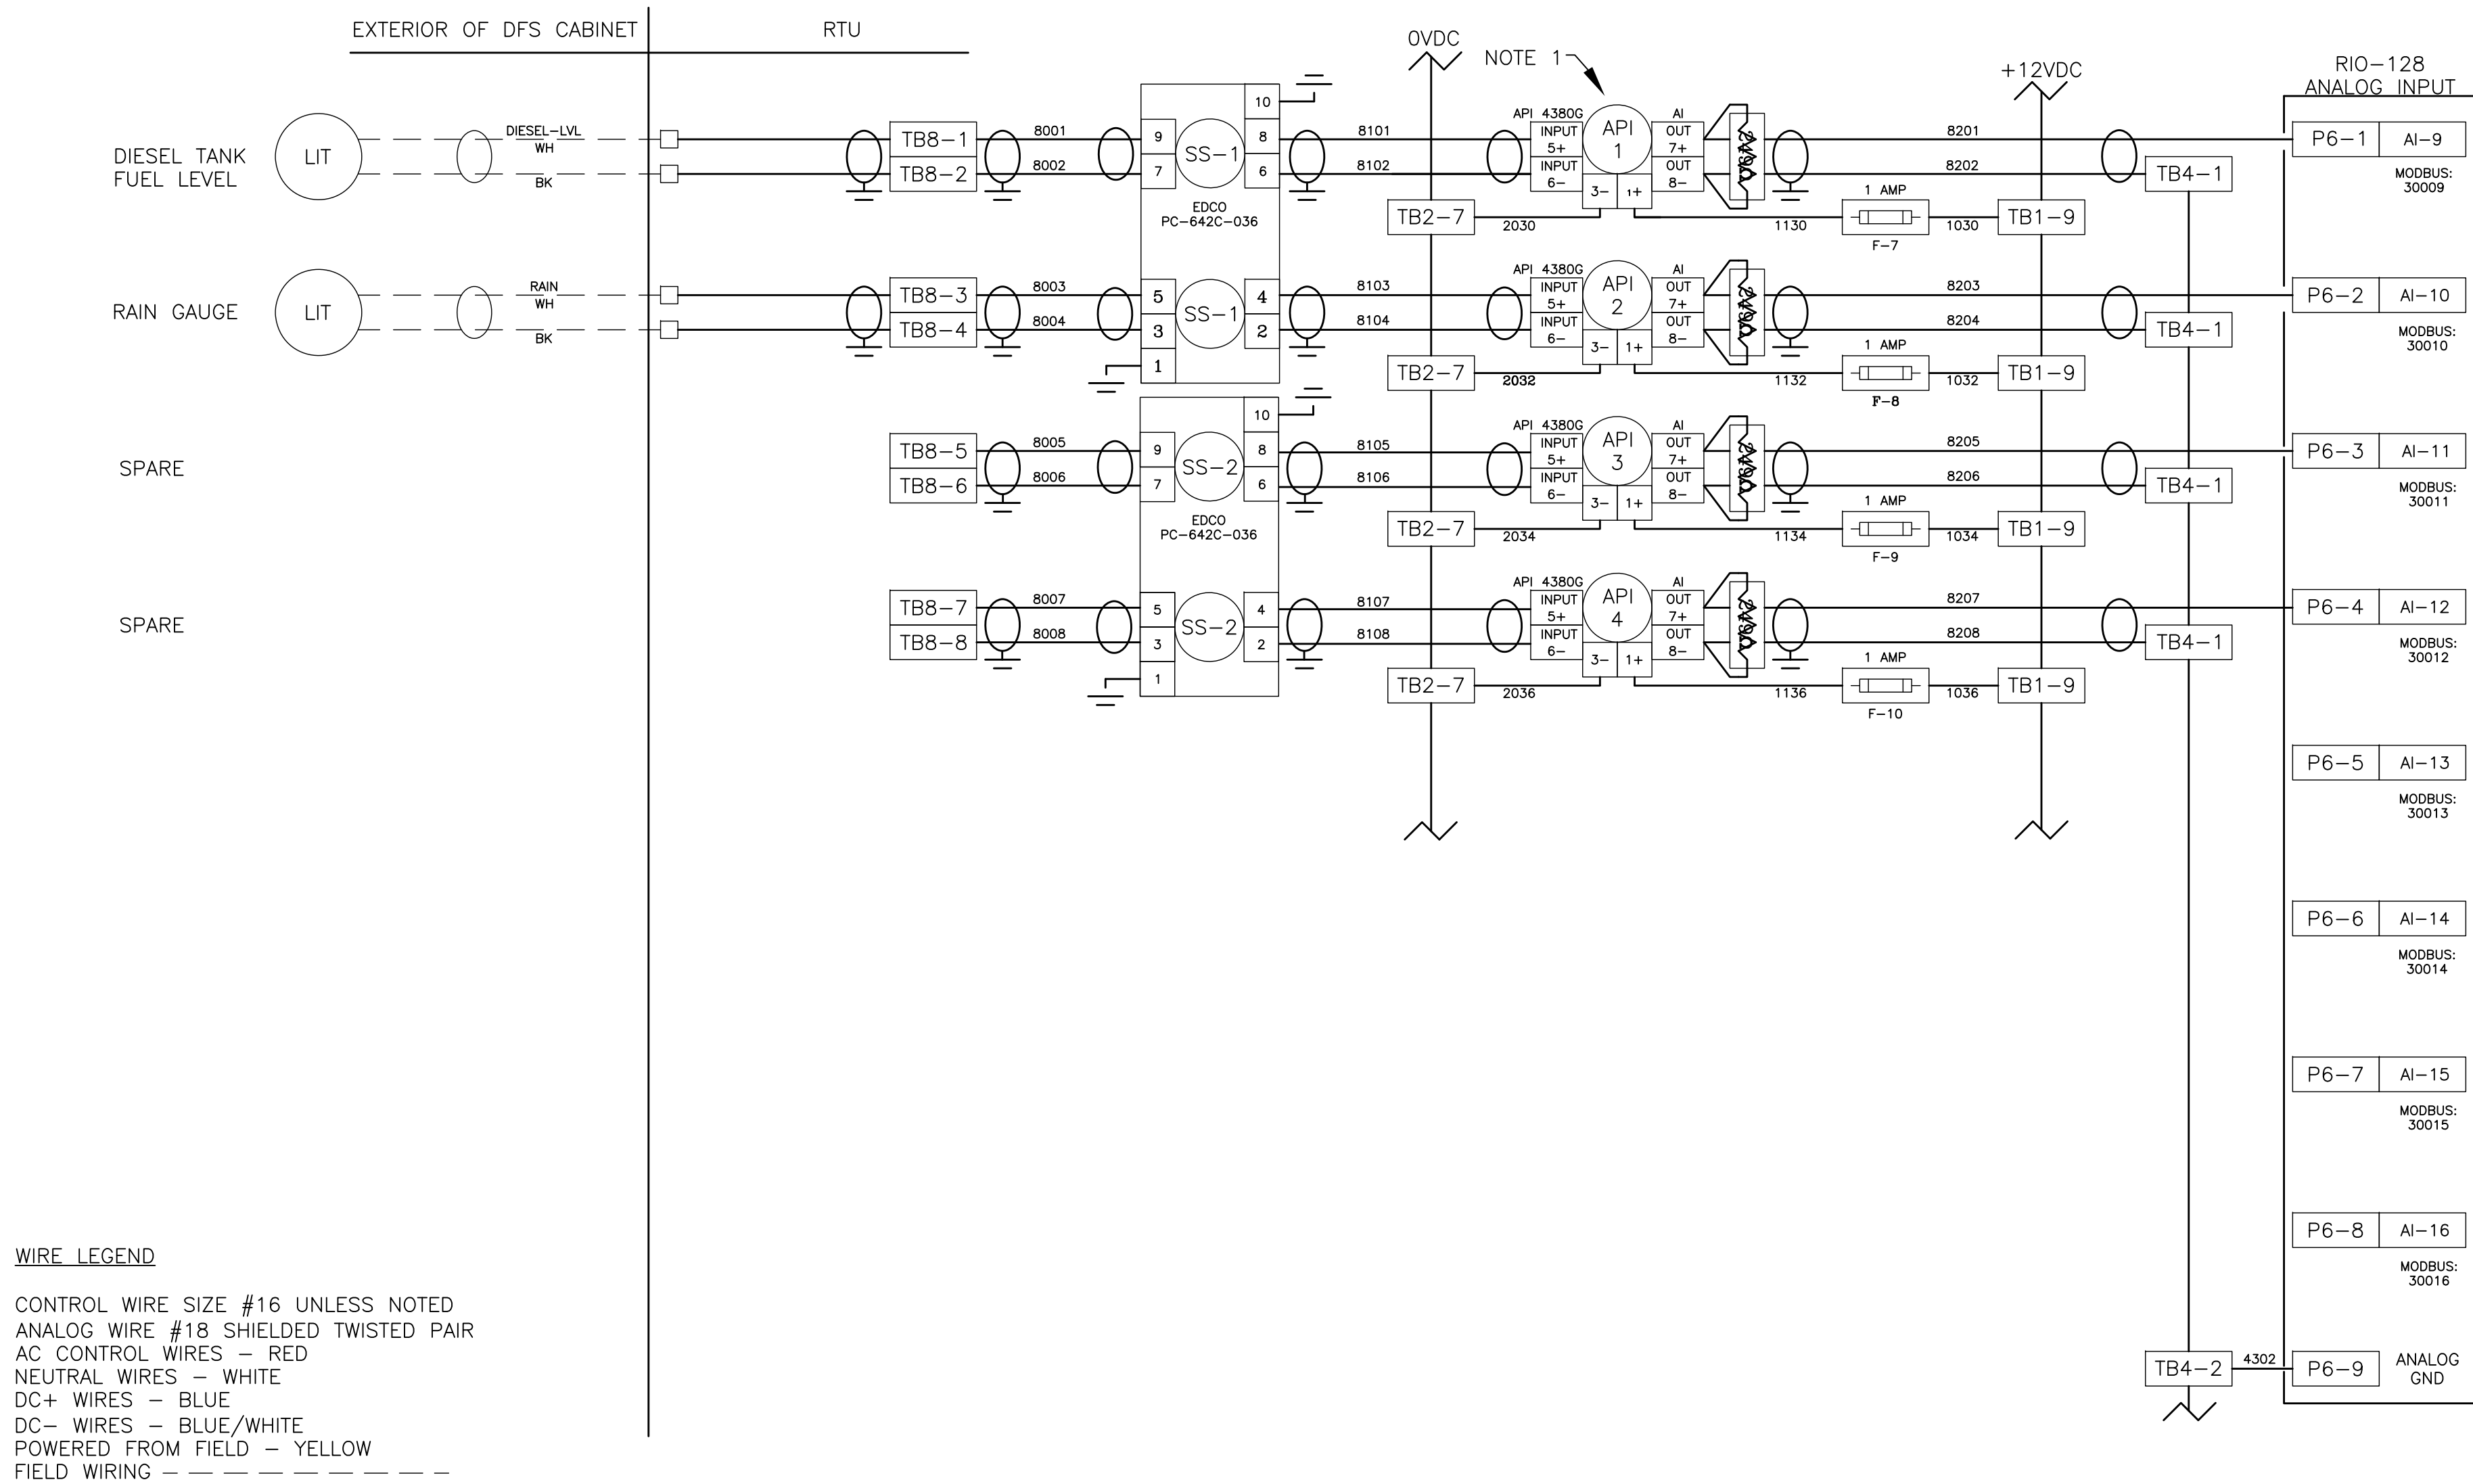 EXTERIOR OF DFS CABINET
RTU
0VDC
NOTE 1
+12VDC
RIO-128
ANALOG INPUT
DIESEL TANK
FUEL LEVEL
LIT
DIESEL-LVL
WH
BK
TB8-1
TB8-2
8001
8002
10
9
8
7
6
SS-1
EDCO
PC-642C-036
8101
8102
API 4380G
INPUT
5+
INPUT
6-
API
1
3-
1+
AI
OUT
7+
OUT
8-
8201
8202
TB4-1
P6-1
AI-9
MODBUS:
30009
TB2-7
2030
1130
1 AMP
F-7
1030
TB1-9
RAIN GAUGE
LIT
RAIN
WH
BK
TB8-3
TB8-4
8003
8004
5
4
3
2
1
SS-1
8103
8104
API 4380G
INPUT
5+
INPUT
6-
API
2
3-
1+
AI
OUT
7+
OUT
8-
8203
8204
TB4-1
P6-2
AI-10
MODBUS:
30010
TB2-7
2032
1132
1 AMP
F-8
1032
TB1-9
SPARE
TB8-5
TB8-6
8005
8006
10
9
8
7
6
SS-2
EDCO
PC-642C-036
8105
8106
API 4380G
INPUT
5+
INPUT
6-
API
3
3-
1+
AI
OUT
7+
OUT
8-
8205
8206
TB4-1
P6-3
AI-11
MODBUS:
30011
TB2-7
2034
1134
1 AMP
F-9
1034
TB1-9
SPARE
TB8-7
TB8-8
8007
8008
5
4
3
2
1
SS-2
8107
8108
API 4380G
INPUT
5+
INPUT
6-
API
4
3-
1+
AI
OUT
7+
OUT
8-
8207
8208
TB4-1
P6-4
AI-12
MODBUS:
30012
TB2-7
2036
1136
1 AMP
F-10
1036
TB1-9
P6-5
AI-13
MODBUS:
30013
P6-6
AI-14
MODBUS:
30014
P6-7
AI-15
MODBUS:
30015
P6-8
AI-16
MODBUS:
30016
TB4-2
4302
P6-9
ANALOG
GND
WIRE LEGEND
CONTROL WIRE SIZE #16 UNLESS NOTED
ANALOG WIRE #18 SHIELDED TWISTED PAIR
AC CONTROL WIRES - RED
NEUTRAL WIRES - WHITE
DC+ WIRES - BLUE
DC- WIRES - BLUE/WHITE
POWERED FROM FIELD - YELLOW
FIELD WIRING - - - - - - - - -